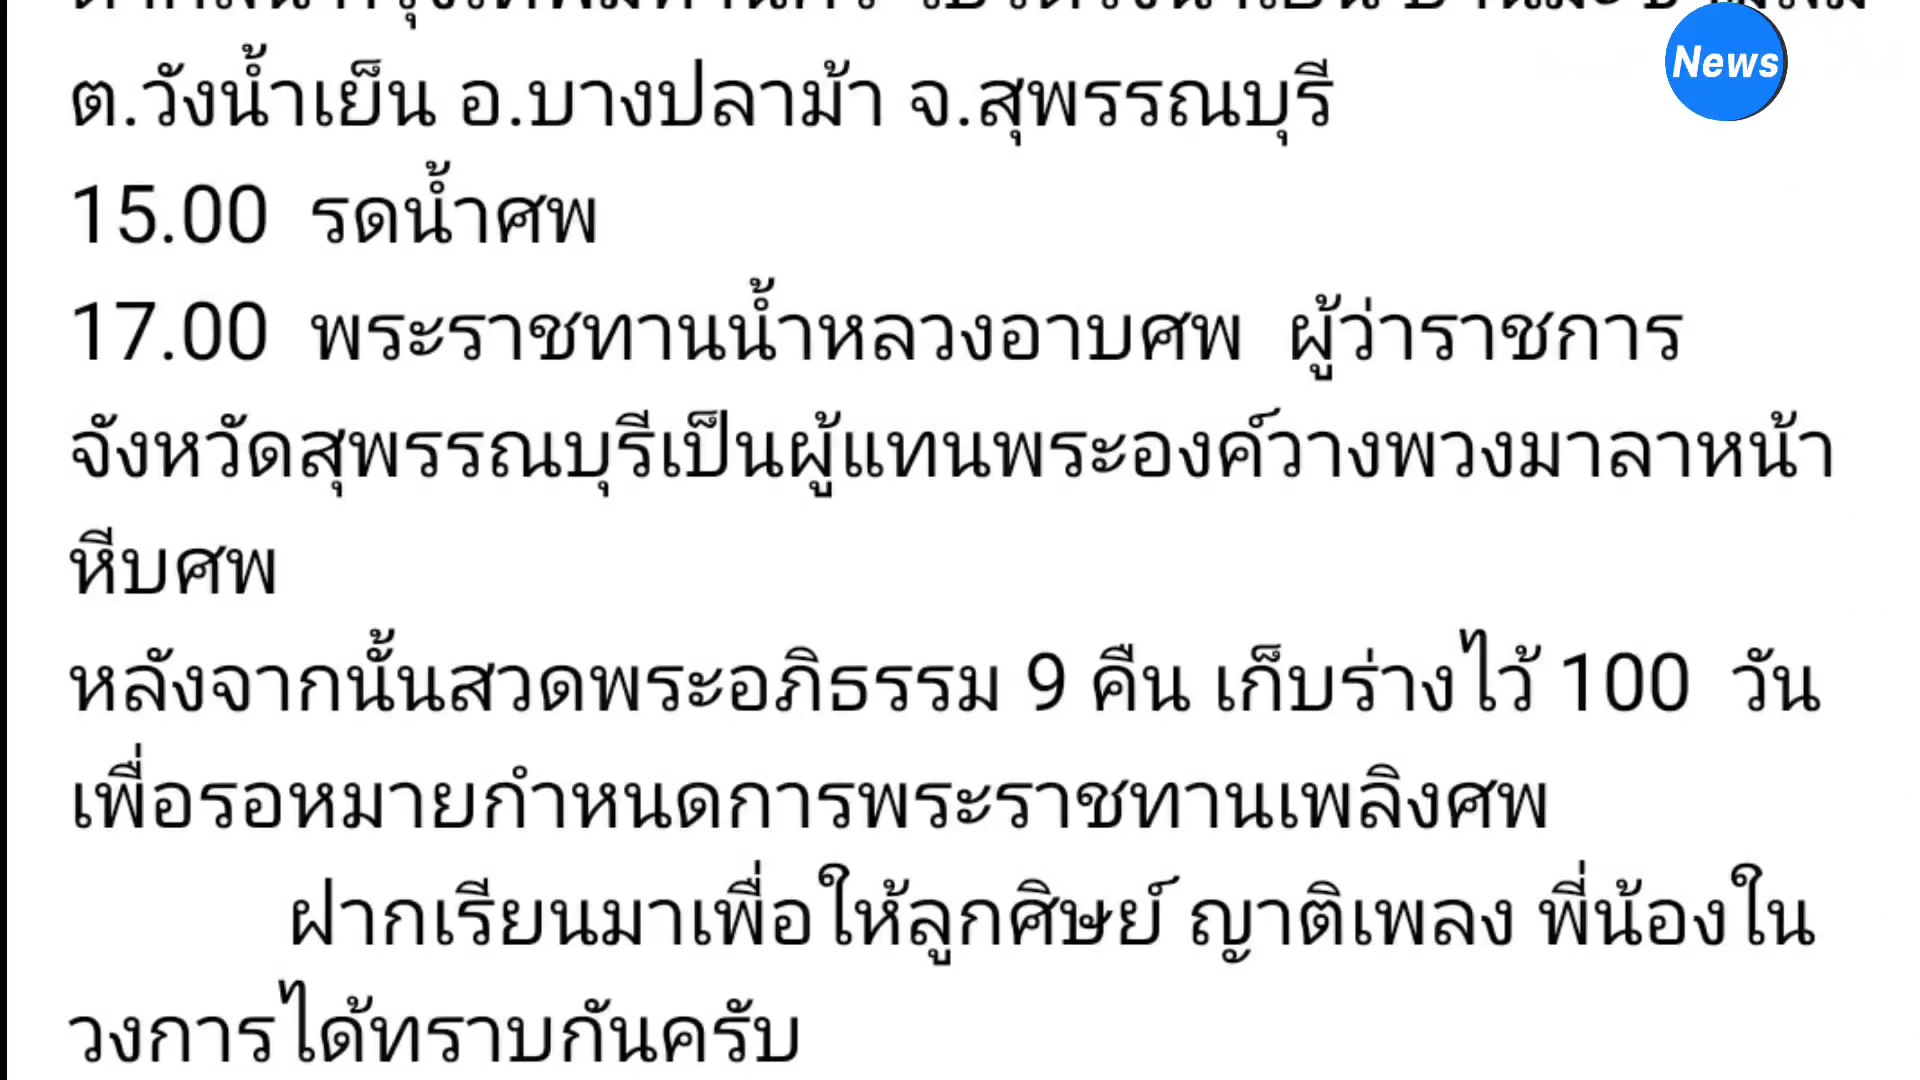 ต.วังน้ำเย็น อ.บางปลาม้า จ.สุพรรณบุรี
15.00 รดน้ำศพ
17.00 พระราชทานน้ำหลวงอาบศพ ผู้ว่าราชการ
จังหวัดสุพรรณบุรีเป็นผู้แทนพระองค์วางพวงมาลาหน้า
หีบศพ
หลังจากนั้นสวดพระอภิธรรม 9 คืน เก็บร่างไว้ 100 วัน
เพื่อรอหมายกำหนดการพระราชทานเพลิงศพ
ฝากเรียนมาเพื่อให้ลูกศิษย์ ญาติเพลง พี่น้องใน
วงการได้ทราบกันครับ
News